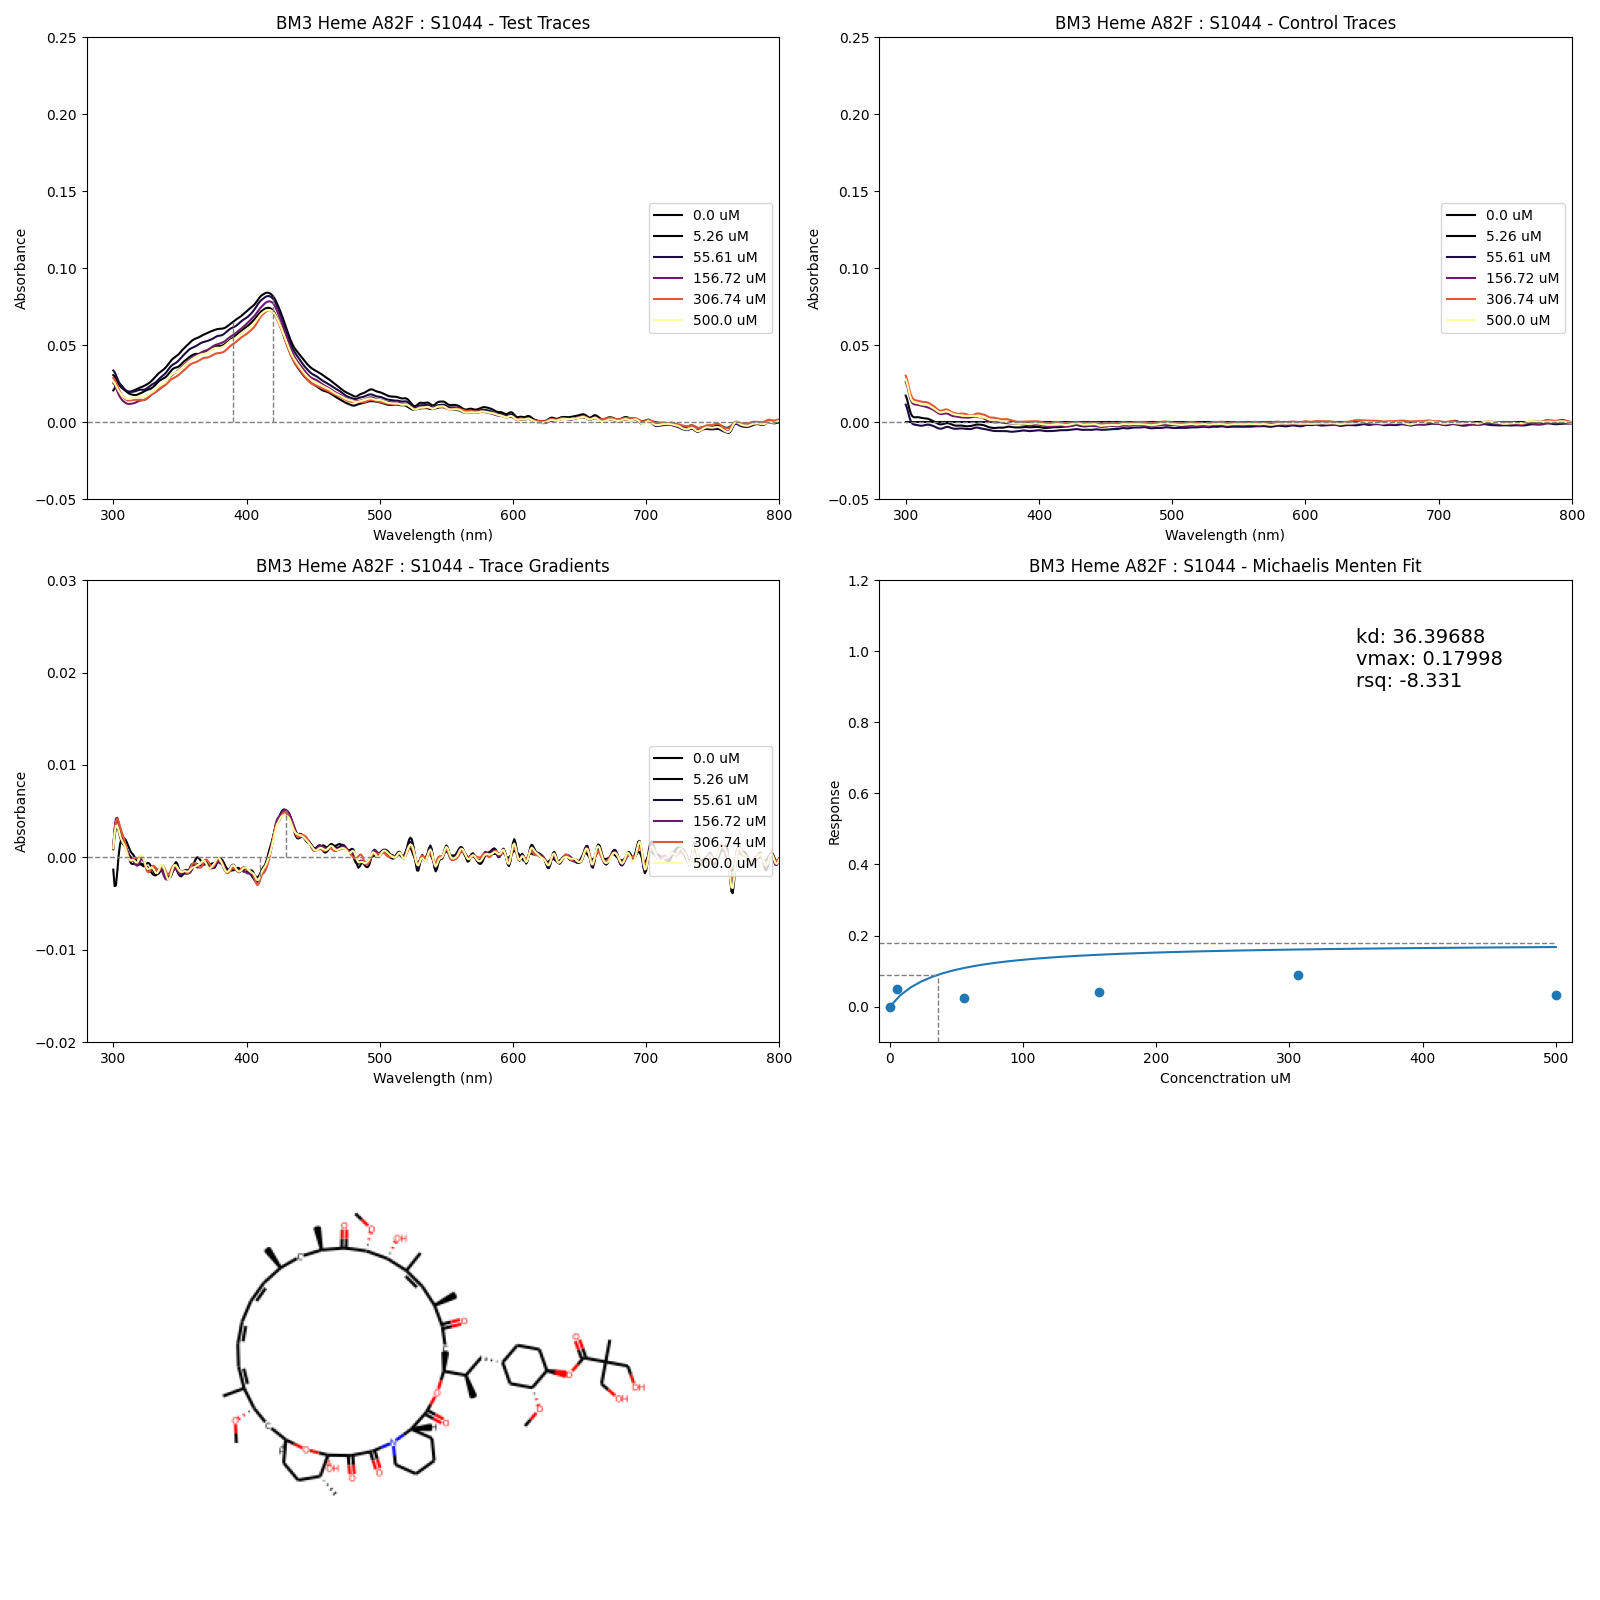 BM3 Heme A82F : S1044 - Test Traces
Absorbance
0.25
0.20
0.15
0.10
0.05
0.00
−0.05
0.0 uM
5.26 uM
55.61 uM
156.72 uM
306.74 uM
500.0 uM
300 400 500 600 700 800
Wavelength (nm)
BM3 Heme A82F : S1044 - Control Traces
Absorbance
0.25
0.20
0.15
0.10
0.05
0.00
−0.05
0.0 uM
5.26 uM
55.61 uM
156.72 uM
306.74 uM
500.0 uM
300 400 500 600 700 800
Wavelength (nm)
BM3 Heme A82F : S1044 - Trace Gradients
Absorbance
0.03
0.02
0.01
0.00
−0.01
−0.02
0.0 uM
5.26 uM
55.61 uM
156.72 uM
306.74 uM
500.0 uM
300 400 500 600 700 800
Wavelength (nm)
BM3 Heme A82F : S1044 - Michaelis Menten Fit
Response
1.2
1.0
0.8
0.6
0.4
0.2
0.0
kd: 36.39688
vmax: 0.17998
rsq: -8.331
0 100 200 300 400 500
Concenctration uM
O
O
OH
C
O
C
O
O
OH
OH
O
O
O
O
N
H
C
H
O
OH
O
O